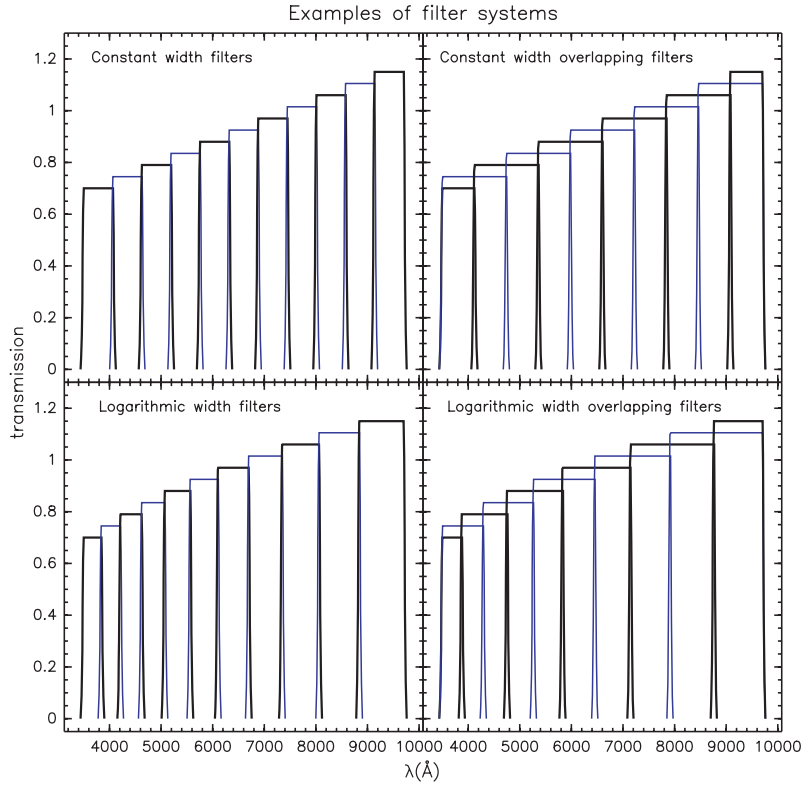 Examples of filter systems
Constant width filters
Constant width overlapping filters
1.2
1
0.8
0.6
0.4
0.2
0
transmission
Logarithmic width filters
Logarithmic width overlapping filters
1.2
1
0.8
0.6
0.4
0.2
0
4000 5000 6000 7000 8000 9000 4000 5000 6000 7000 8000 9000 10000
λ(Å)